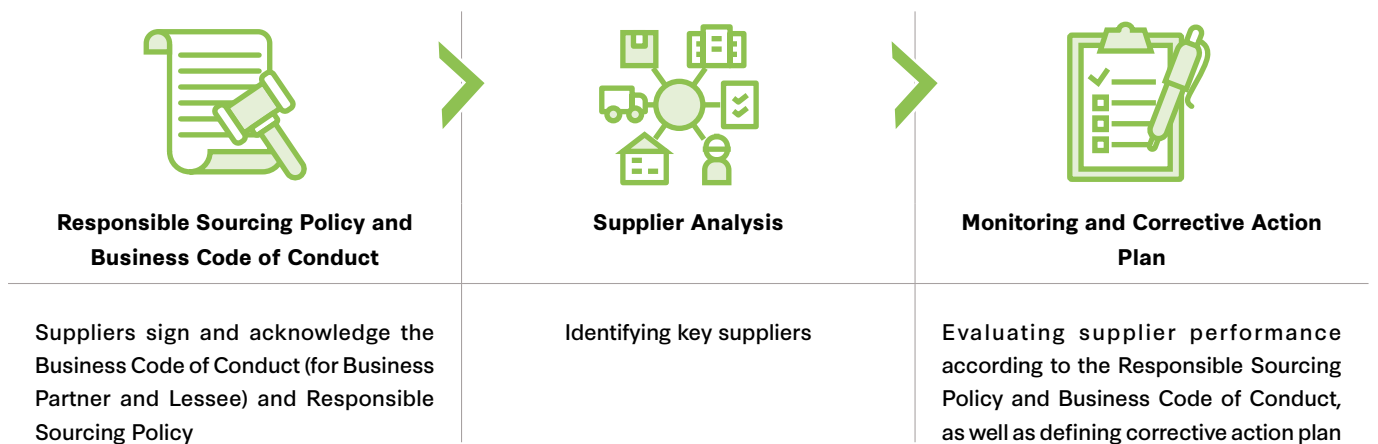 Responsible Sourcing Policy and
Business Code of Conduct
Supplier Analysis
Monitoring and Corrective Action
Plan
Suppliers sign and acknowledge the
Business Code of Conduct (for Business
Partner and Lessee) and Responsible
Sourcing Policy
Identifying key suppliers
Evaluating supplier performance
according to the Responsible Sourcing
Policy and Business Code of Conduct,
as well as defining corrective action plan